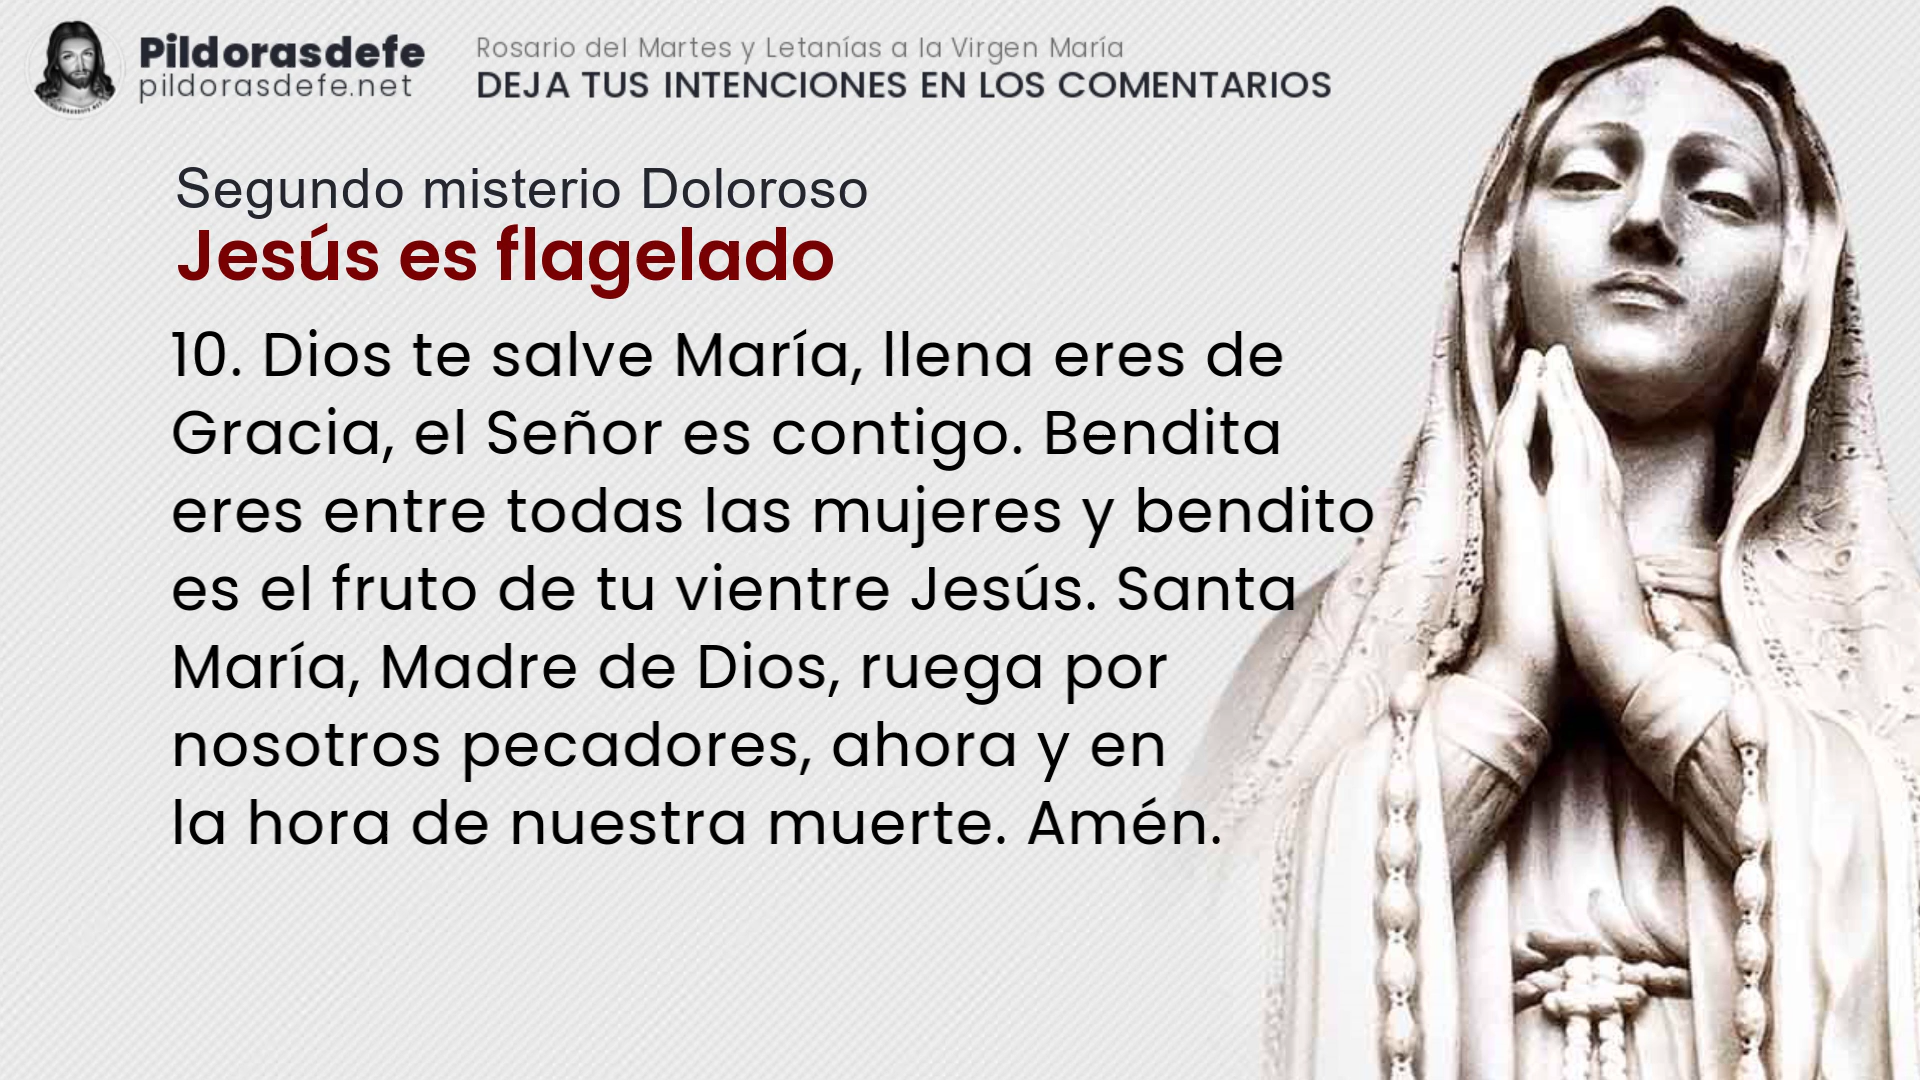 Pildorasdefe
pildorasdefe.net
Rosario del Martes y Letanías a la Virgen María
DEJA TUS INTENCIONES EN LOS COMENTARIOS
Segundo misterio Doloroso
Jesús es flagelado
10. Dios te salve María, llena eres de
Gracia, el Señor es contigo. Bendita
eres entre todas las mujeres y bendito
es el fruto de tu vientre Jesús. Santa
María, Madre de Dios, ruega por
nosotros pecadores, ahora y en
la hora de nuestra muerte. Amén.